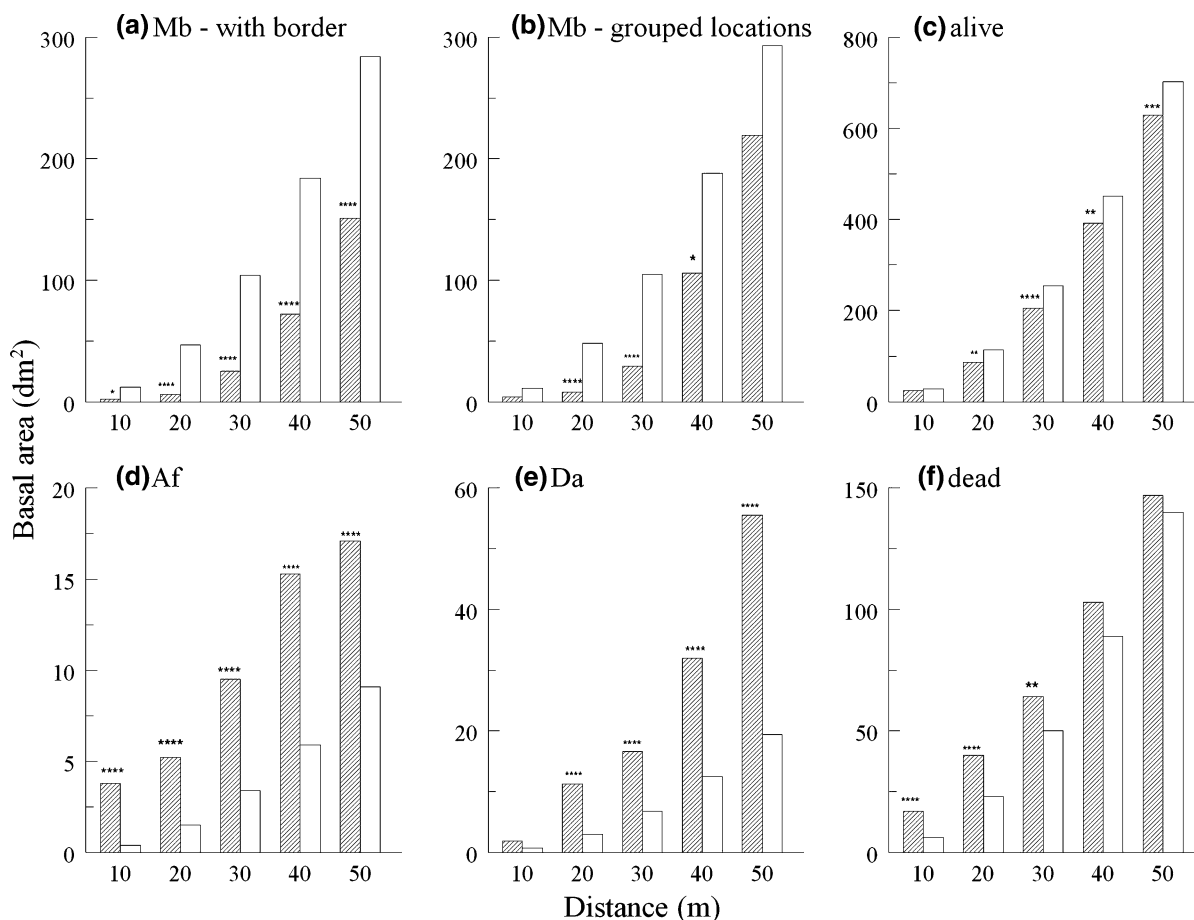 (a) Mb - with border
300
200
100
0
* **** **** **** ****
10 20 30 40 50
(b) Mb - grouped locations
300
200
100
0
**** **** *
10 20 30 40 50
(c) alive
800
600
400
200
0
** **** ** ***
10 20 30 40 50
(d) Af
20
15
10
5
0
**** **** **** **** ****
10 20 30 40 50
(e) Da
60
40
20
0
**** **** **** ****
10 20 30 40 50
(f) dead
150
100
50
0
**** **** **
10 20 30 40 50
Basal area (dm²)
Distance (m)